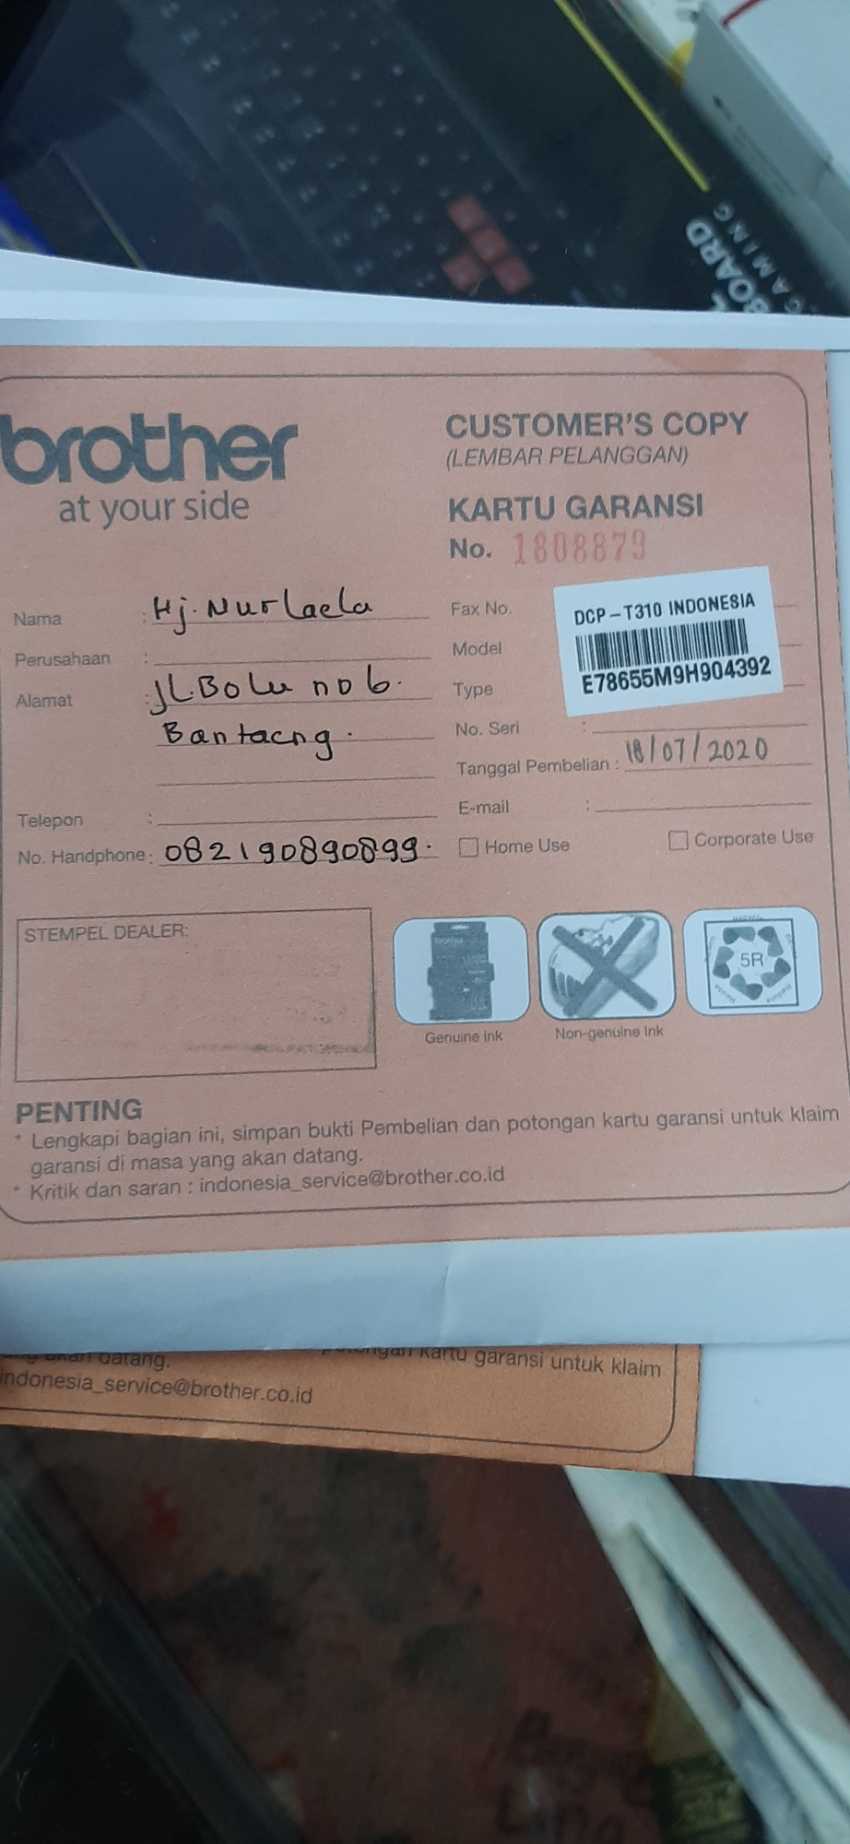 BOARD
GAMING
brother
at your side
CUSTOMER'S COPY
(LEMBAR PELANGGAN)
KARTU GARANSI
No. 1808879
Nama : Hj. Nurlaela
Perusahaan :
Alamat : JL. Bolu no 6.
Bantaeng.
Telepon :
No. Handphone : 082190890899.
Fax No.
Model
Type
DCP-T310 INDONESIA
E78655M9H904392
No. Seri :
Tanggal Pembelian : 18/07/2020
E-mail :
Home Use
Corporate Use
STEMPEL DEALER:
Genuine Ink
Non-genuine Ink
5R
PENTING
* Lengkapi bagian ini, simpan bukti Pembelian dan potongan kartu garansi untuk klaim
garansi di masa yang akan datang.
* Kritik dan saran : indonesia_service@brother.co.id
akan datang.
potongan kartu garansi untuk klaim
indonesia_service@brother.co.id